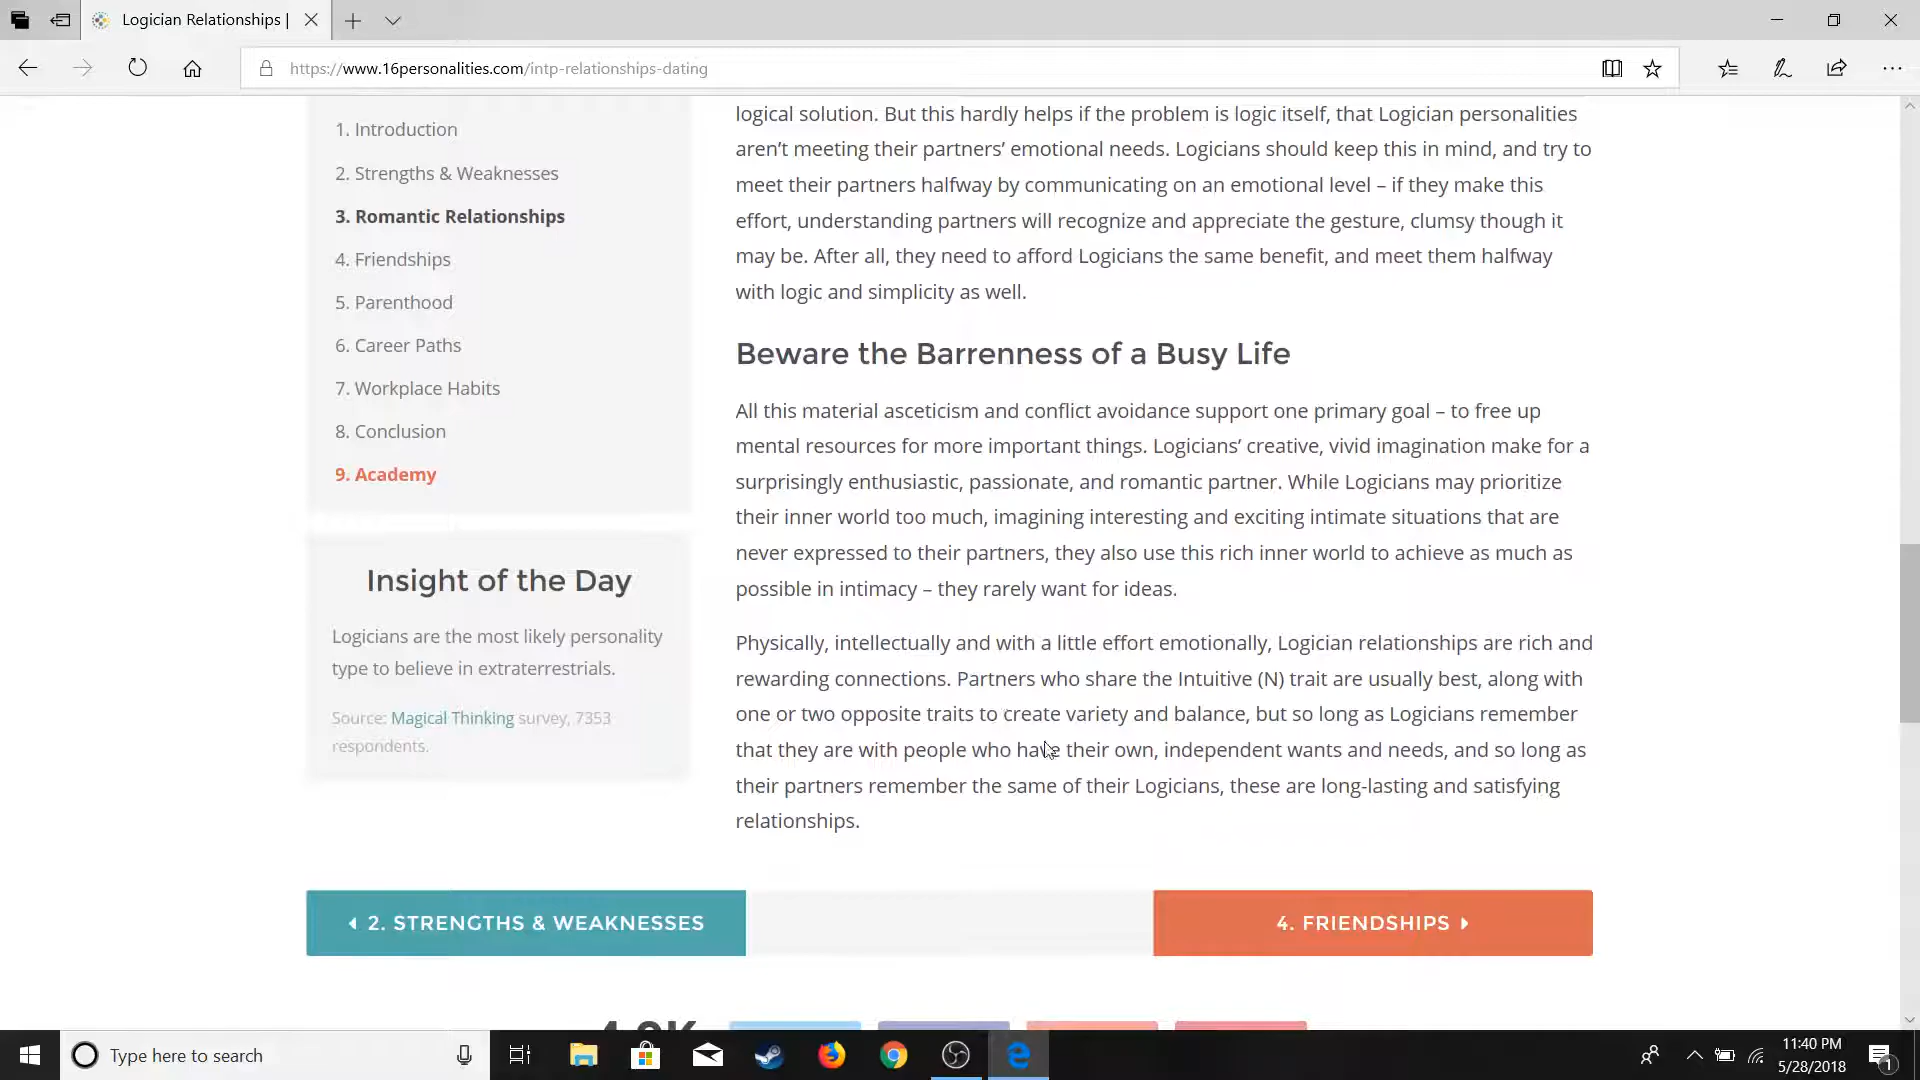 Logician Relationships |
https://www.16personalities.com/intp-relationships-dating
1. Introduction
2. Strengths & Weaknesses
3. Romantic Relationships
4. Friendships
5. Parenthood
6. Career Paths
7. Workplace Habits
8. Conclusion
9. Academy
Insight of the Day
Logicians are the most likely personality
type to believe in extraterrestrials.
Source: Magical Thinking survey, 7353
respondents.
logical solution. But this hardly helps if the problem is logic itself, that Logician personalities
aren’t meeting their partners’ emotional needs. Logicians should keep this in mind, and try to
meet their partners halfway by communicating on an emotional level – if they make this
effort, understanding partners will recognize and appreciate the gesture, clumsy though it
may be. After all, they need to afford Logicians the same benefit, and meet them halfway
with logic and simplicity as well.
Beware the Barrenness of a Busy Life
All this material asceticism and conflict avoidance support one primary goal – to free up
mental resources for more important things. Logicians’ creative, vivid imagination make for a
surprisingly enthusiastic, passionate, and romantic partner. While Logicians may prioritize
their inner world too much, imagining interesting and exciting intimate situations that are
never expressed to their partners, they also use this rich inner world to achieve as much as
possible in intimacy – they rarely want for ideas.
Physically, intellectually and with a little effort emotionally, Logician relationships are rich and
rewarding connections. Partners who share the Intuitive (N) trait are usually best, along with
one or two opposite traits to create variety and balance, but so long as Logicians remember
that they are with people who have their own, independent wants and needs, and so long as
their partners remember the same of their Logicians, these are long-lasting and satisfying
relationships.
2. STRENGTHS & WEAKNESSES
4. FRIENDSHIPS
Type here to search
11:40 PM
5/28/2018
1